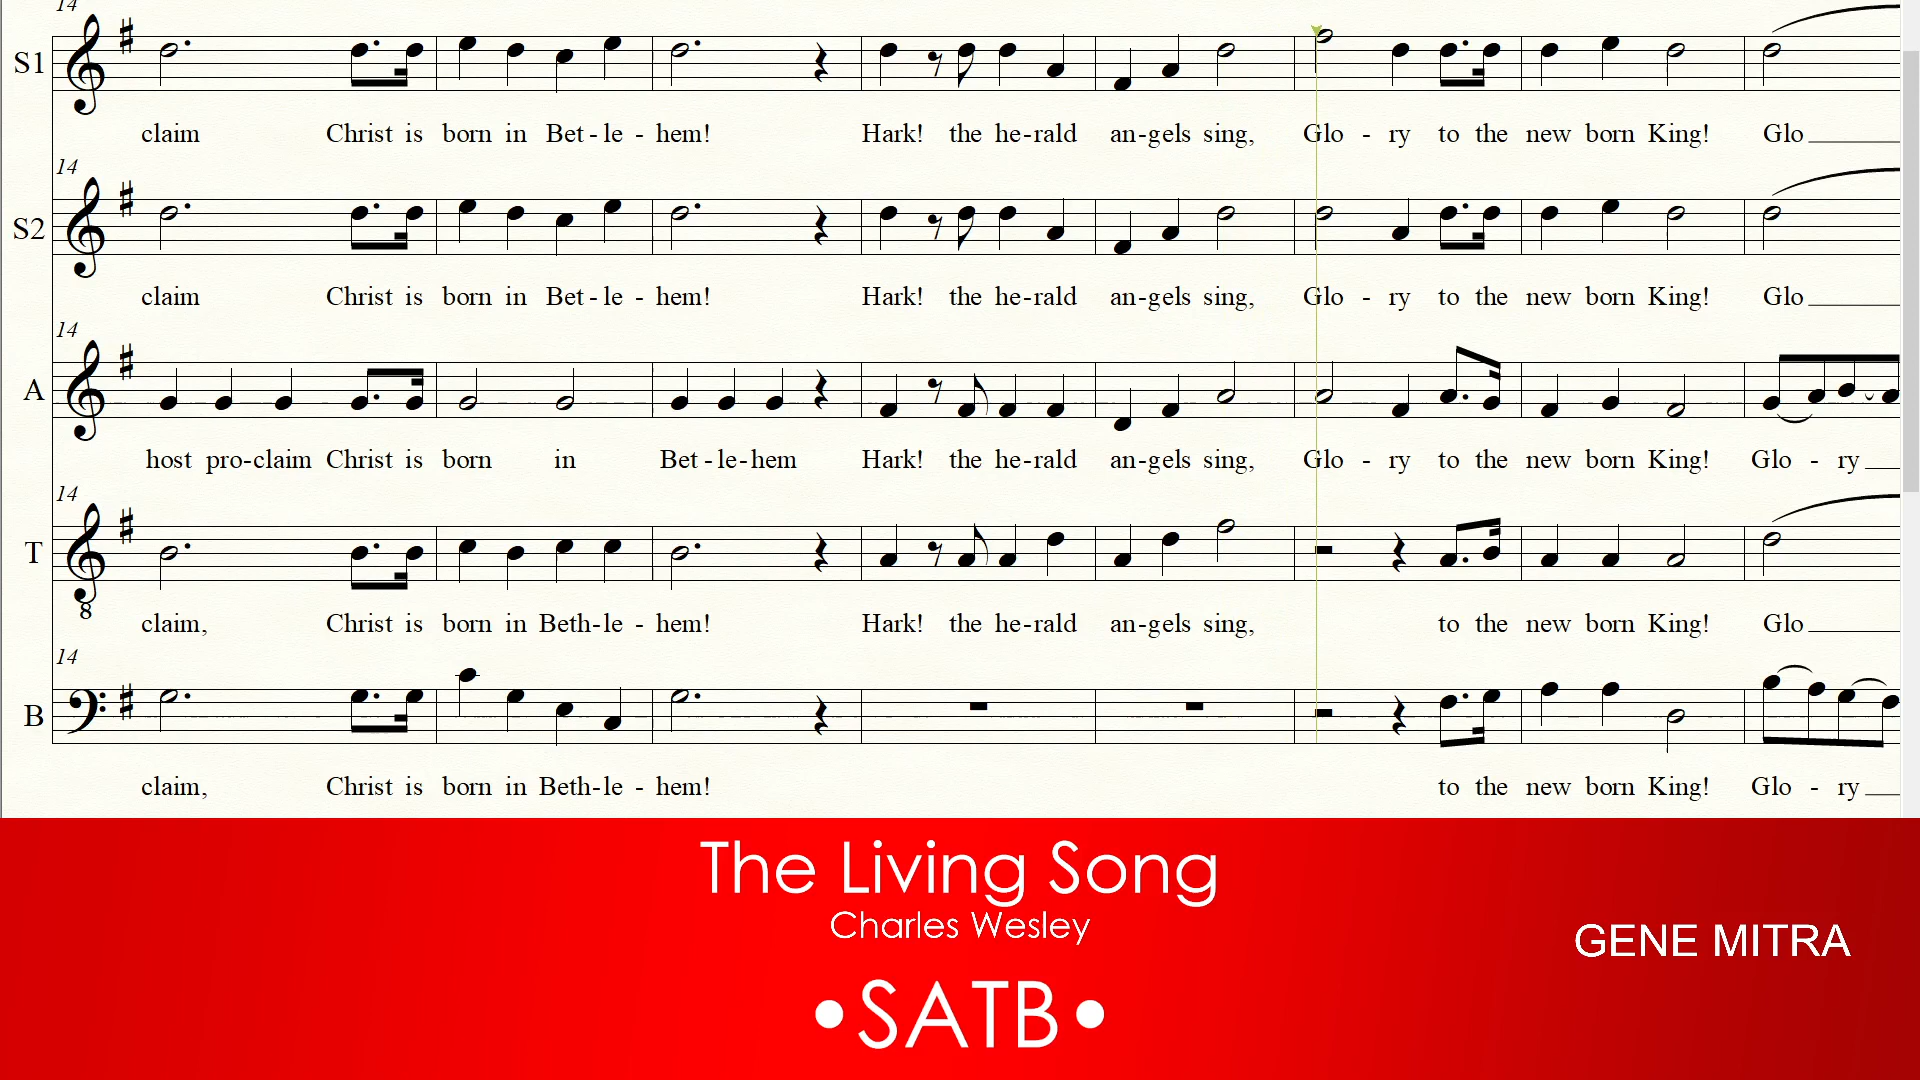 14
S1
claim Christ is born in Bet - le - hem! Hark! the he-rald an-gels sing, Glo - ry to the new born King! Glo
14
S2
claim Christ is born in Bet - le - hem! Hark! the he-rald an-gels sing, Glo - ry to the new born King! Glo
14
A
host pro-claim Christ is born in Bet - le-hem Hark! the he-rald an-gels sing, Glo - ry to the new born King! Glo - ry
14
T
8
claim, Christ is born in Beth-le - hem! Hark! the he-rald an-gels sing, to the new born King! Glo
14
B
claim, Christ is born in Beth-le - hem! to the new born King! Glo - ry
The Living Song
Charles Wesley
GENE MITRA
•SATB•